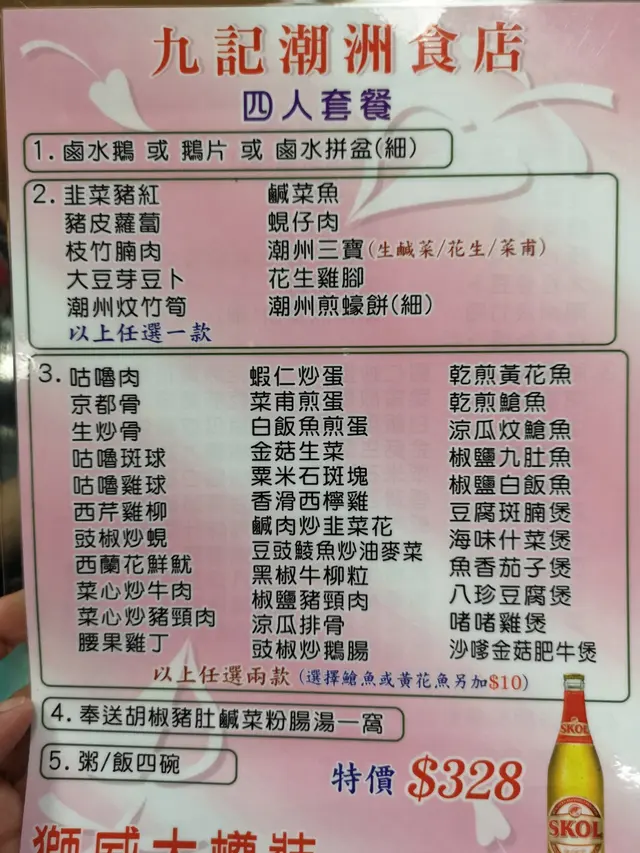 九記潮洲食店
四人套餐
1. 鹵水鵝 或 鵝片 或 鹵水拼盆(細)
2. 韭菜豬紅
豬皮蘿蔔
枝竹腩肉
大豆芽豆卜
潮州炆竹筍
鹹菜魚
蜆仔肉
潮州三寶(生鹹菜/花生/菜甫)
花生雞腳
潮州煎蠔餅(細)
以上任選一款
3. 咕嚕肉
京都骨
生炒骨
咕嚕斑球
咕嚕雞球
西芹雞柳
豉椒炒蜆
西蘭花鮮魷
菜心炒牛肉
菜心炒豬頸肉
腰果雞丁
蝦仁炒蛋
菜甫煎蛋
白飯魚煎蛋
金菇生菜
粟米石斑塊
香滑西檸雞
鹹肉炒韭菜花
豆豉鯪魚炒油麥菜
黑椒牛柳粒
椒鹽豬頸肉
涼瓜排骨
豉椒炒鵝腸
乾煎黃花魚
乾煎鱠魚
涼瓜炆鱠魚
椒鹽九肚魚
椒鹽白飯魚
豆腐斑腩煲
海味什菜煲
魚香茄子煲
八珍豆腐煲
啫啫雞煲
沙嗲金菇肥牛煲
以上任選兩款 (選擇鱠魚或黃花魚另加$10)
4. 奉送胡椒豬肚鹹菜粉腸湯一窩
5. 粥/飯四碗
特價 $328
SKOL
SKOL
獅威大樽裝